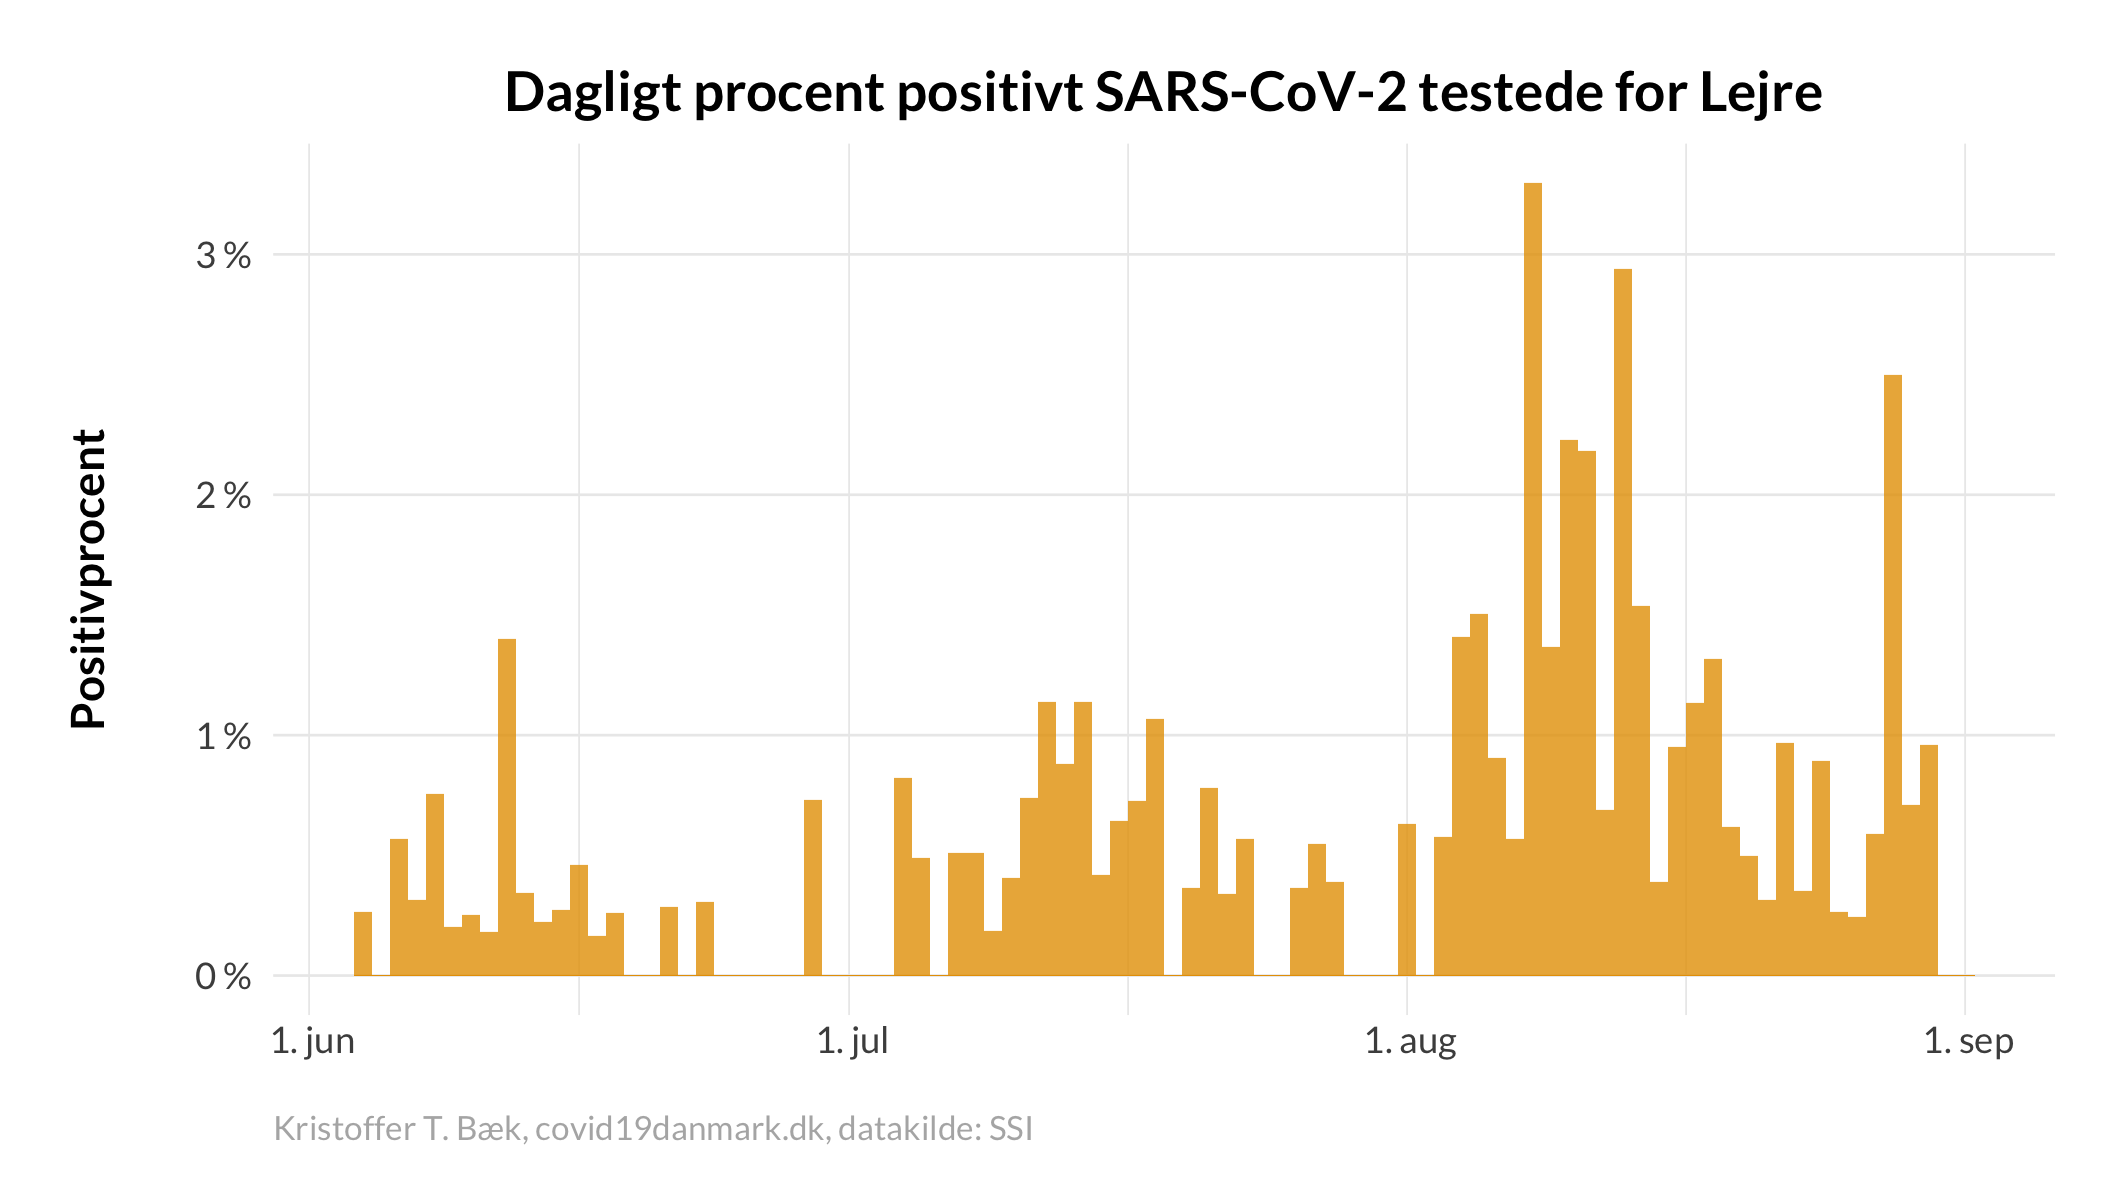 Dagligt procent positivt SARS-CoV-2 testede for Lejre
Positivprocent
3 %
2 %
1 %
0 %
1. jun
1. jul
1. aug
1. sep
Kristoffer T. Bæk, covid19danmark.dk, datakilde: SSI